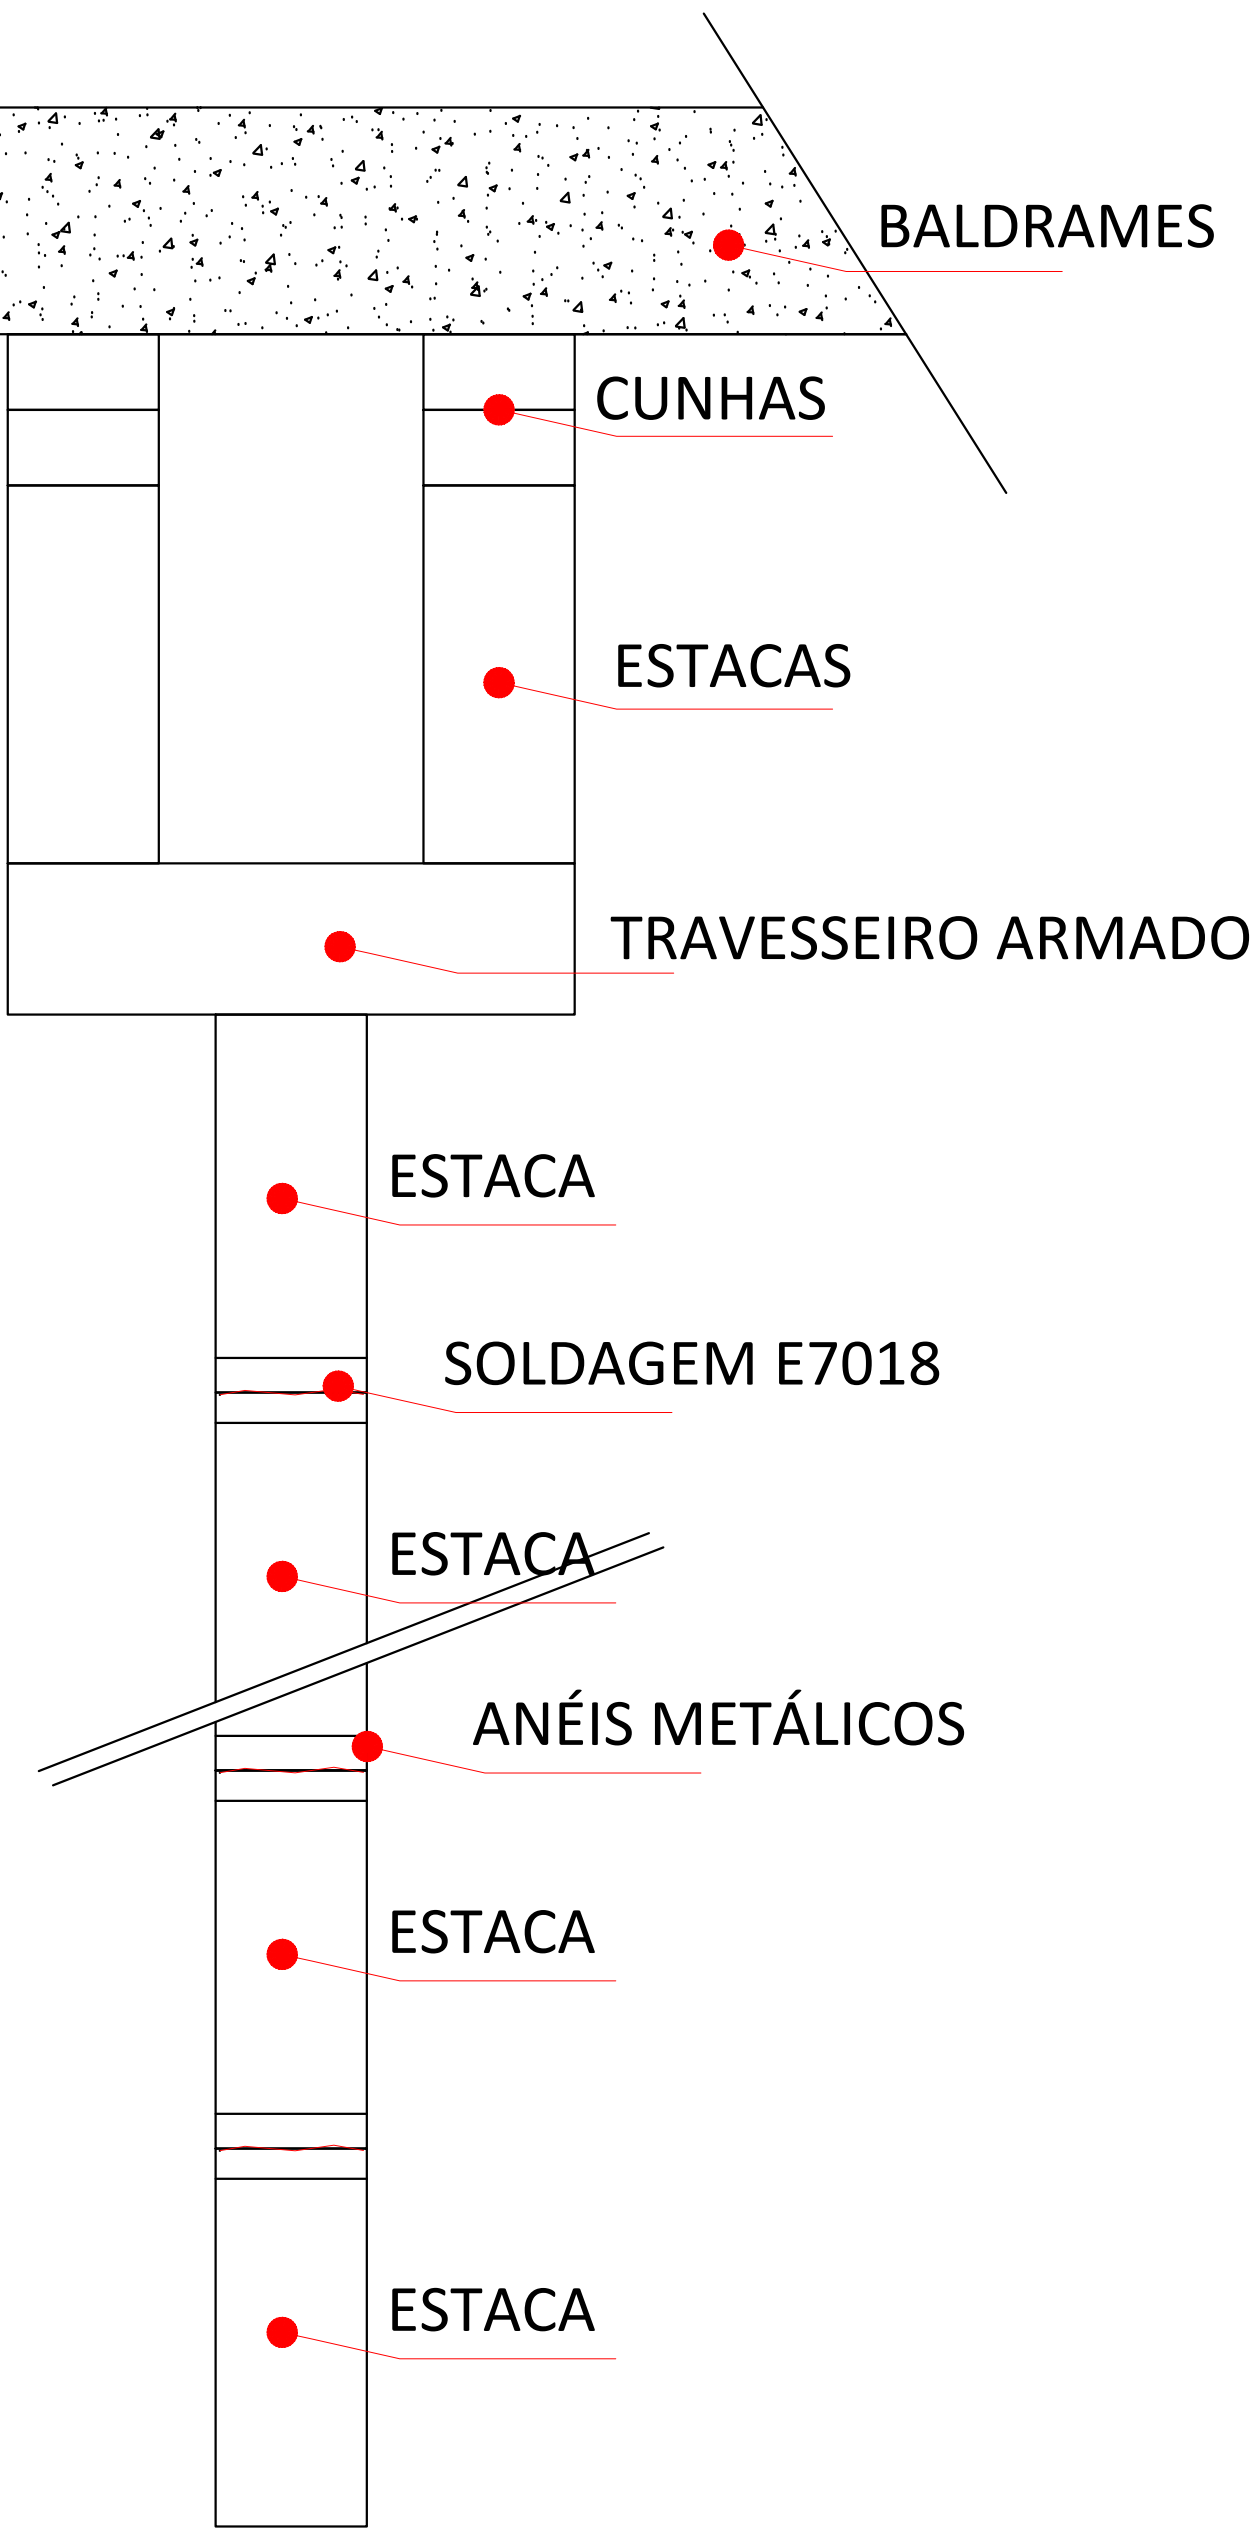 BALDRAMES
CUNHAS
ESTACAS
TRAVESSEIRO ARMADO
ESTACA
SOLDAGEM E7018
ESTACA
ANÉIS METÁLICOS
ESTACA
ESTACA